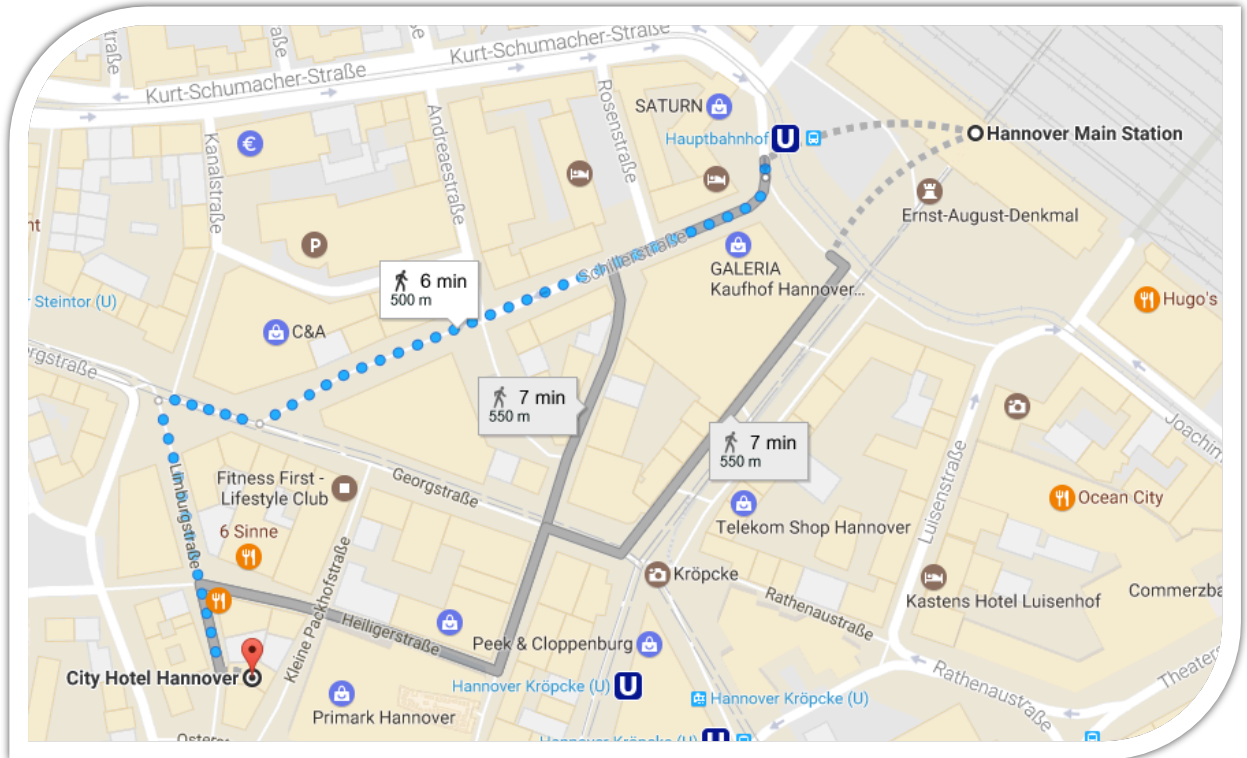 Kurt-Schumacher-Straße
Kurt-Schumacher-Straße
Kanalstraße
Andreaestraße
Rosenstraße
SATURN
Hauptbahnhof
U
Hannover Main Station
€
P
Ernst-August-Denkmal
Steintor (U)
6 min
500 m
Schillerstraße
GALERIA
Kaufhof Hannover...
Hugo's
C&A
7 min
550 m
7 min
550 m
Joachim
Luisenstraße
Limburgstraße
Fitness First -
Lifestyle Club
Georgstraße
Ocean City
6 Sinne
Telekom Shop Hannover
Kröpcke
Kleine Packhofstraße
Rathenaustraße
Kastens Hotel Luisenhof
Commerzba
Heiligerstraße
Peek & Cloppenburg
City Hotel Hannover
Hannover Kröpcke (U)
U
Hannover Kröpcke (U)
Rathenaustraße
Theaters
Primark Hannover